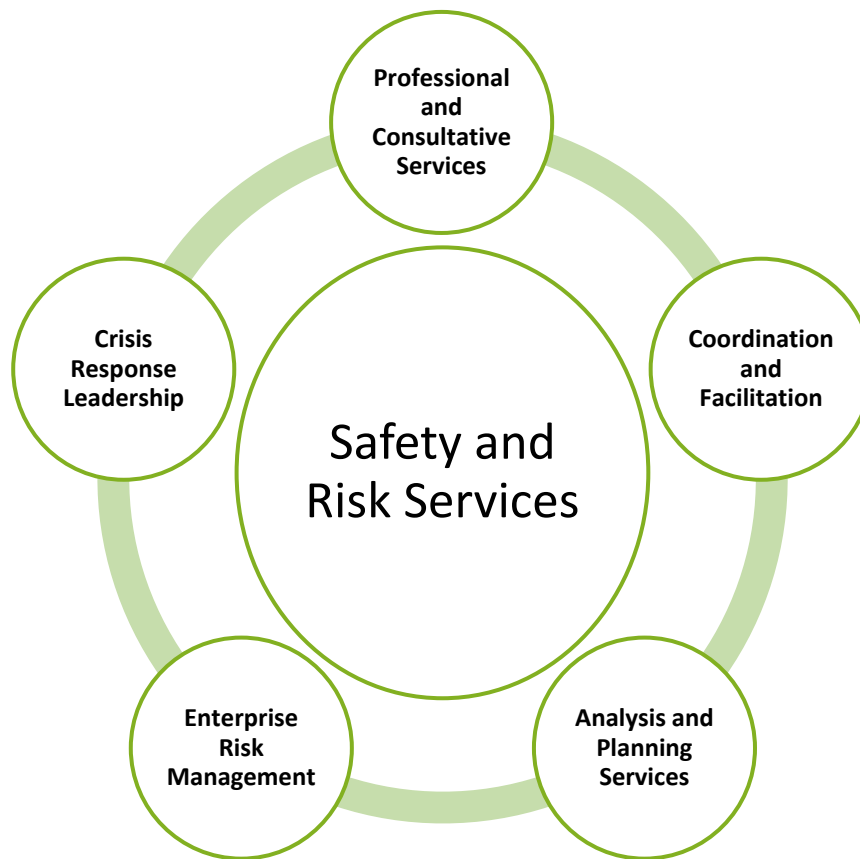 Professional
and
Consultative
Services
Crisis
Response
Leadership
Coordination
and
Facilitation
Safety and
Risk Services
Enterprise
Risk
Management
Analysis and
Planning
Services